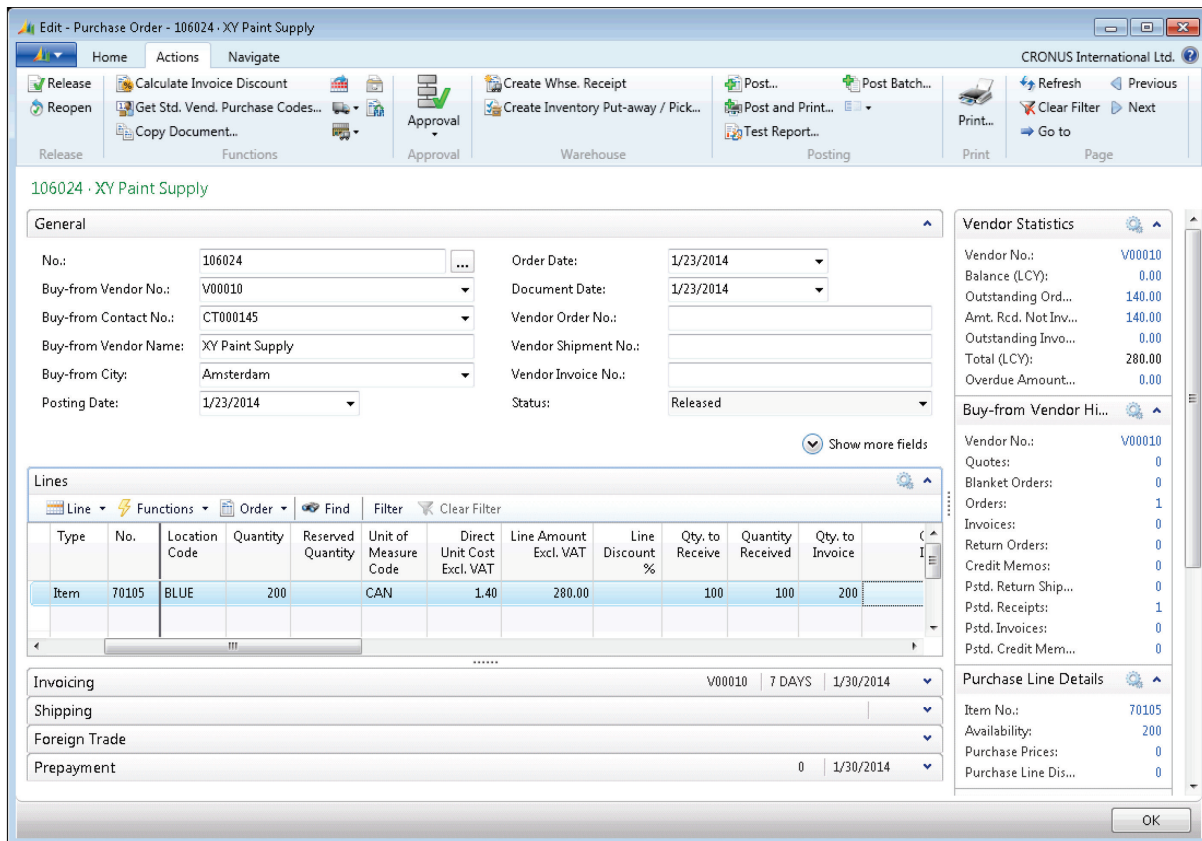 Edit - Purchase Order - 106024 · XY Paint Supply
Home Actions Navigate CRONUS International Ltd.
Release
Reopen
Release
Calculate Invoice Discount
Get Std. Vend. Purchase Codes...
Copy Document...
Functions
Approval
Approval
Create Whse. Receipt
Create Inventory Put-away / Pick...
Warehouse
Post... Post Batch...
Post and Print...
Test Report...
Posting
Print...
Print
Refresh Previous
Clear Filter Next
Go to
Page
106024 · XY Paint Supply
General
No.: 106024 ...
Buy-from Vendor No.: V00010
Buy-from Contact No.: CT000145
Buy-from Vendor Name: XY Paint Supply
Buy-from City: Amsterdam
Posting Date: 1/23/2014
Order Date: 1/23/2014
Document Date: 1/23/2014
Vendor Order No.:
Vendor Shipment No.:
Vendor Invoice No.:
Status: Released
Show more fields
Lines
Line Functions Order Find Filter Clear Filter
Type No. Location Code Quantity Reserved Quantity Unit of Measure Code Direct Unit Cost Excl. VAT Line Amount Excl. VAT Line Discount % Qty. to Receive Quantity Received Qty. to Invoice
Item 70105 BLUE 200 CAN 1.40 280.00 100 100 200
Invoicing V00010 7 DAYS 1/30/2014
Shipping
Foreign Trade
Prepayment 0 1/30/2014
Vendor Statistics
Vendor No.: V00010
Balance (LCY): 0.00
Outstanding Ord... 140.00
Amt. Rcd. Not Inv... 140.00
Outstanding Invo... 0.00
Total (LCY): 280.00
Overdue Amount... 0.00
Buy-from Vendor Hi...
Vendor No.: V00010
Quotes: 0
Blanket Orders: 0
Orders: 1
Invoices: 0
Return Orders: 0
Credit Memos: 0
Pstd. Return Ship... 0
Pstd. Receipts: 1
Pstd. Invoices: 0
Pstd. Credit Mem... 0
Purchase Line Details
Item No.: 70105
Availability: 200
Purchase Prices: 0
Purchase Line Dis... 0
OK